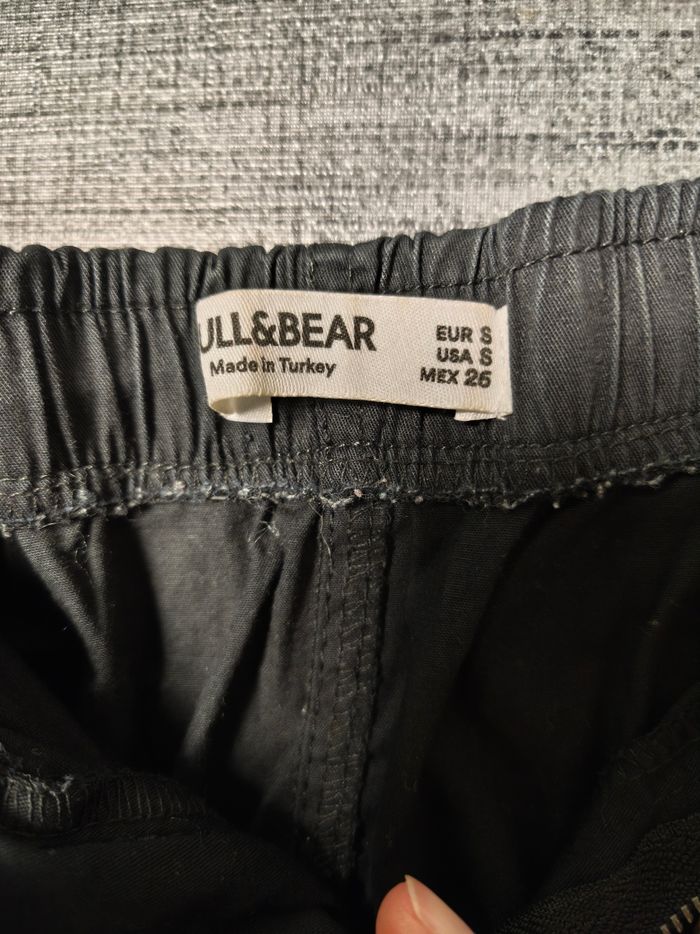 ULL&BEAR
Made in Turkey
EUR S
USA S
MEX 26